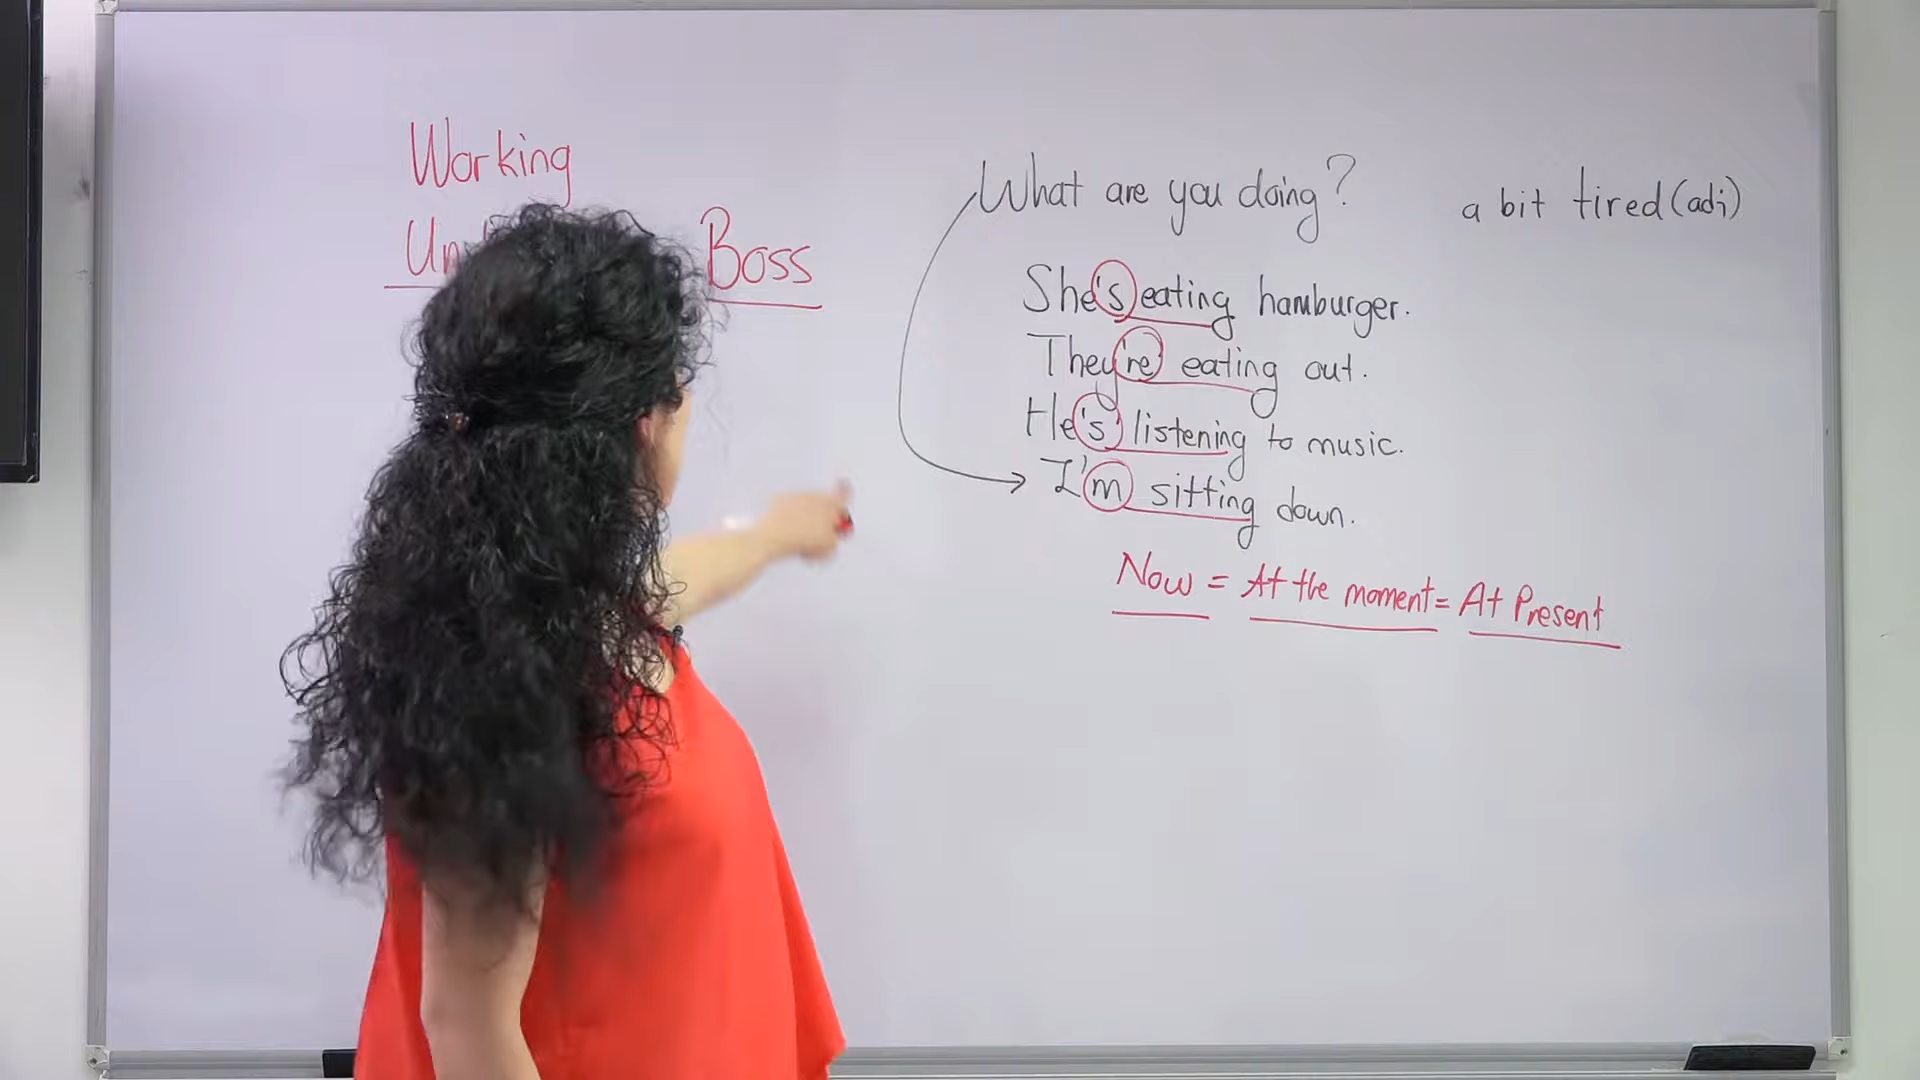 Working
Boss
What are you doing?
a bit tired (adj)
She's eating hamburger.
They're eating out.
He's listening to music.
I'm sitting down.
Now = At the moment = At Present